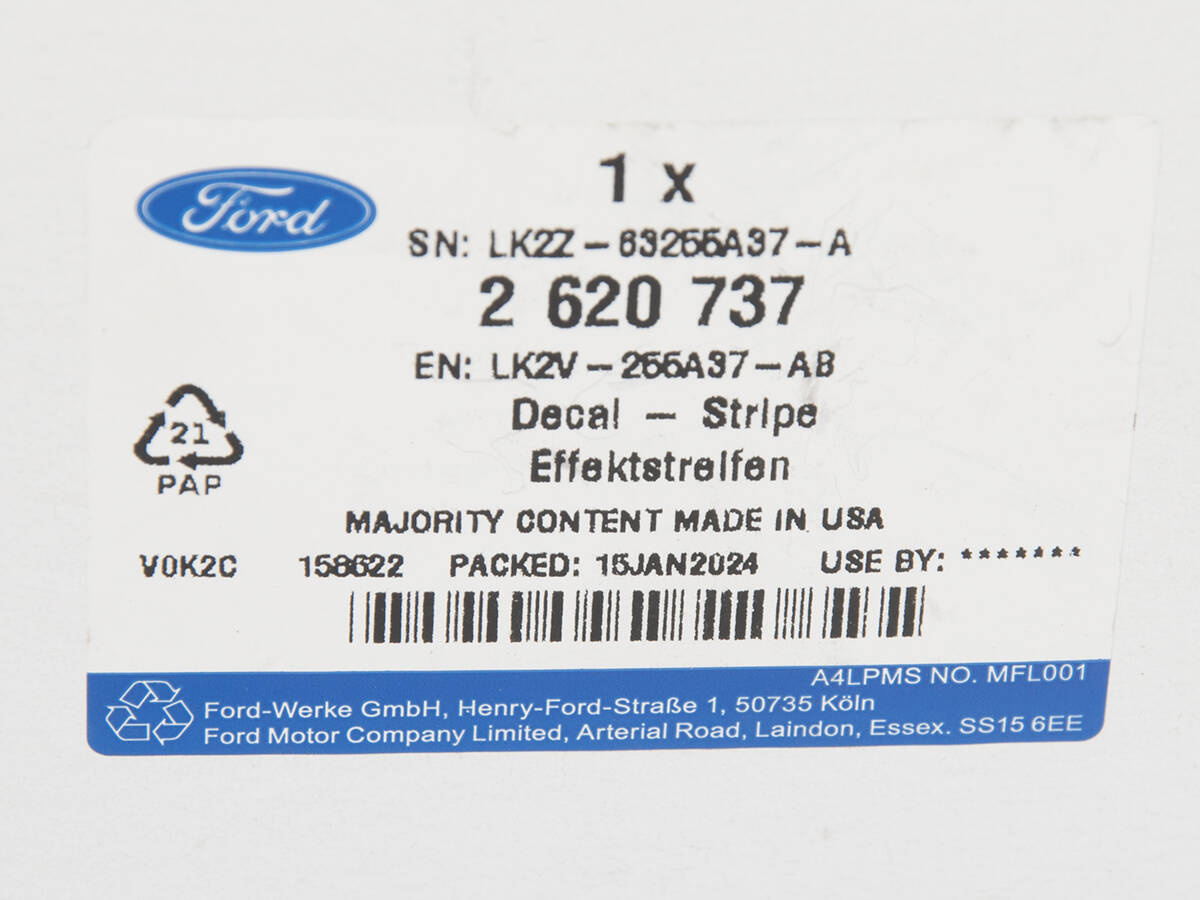 Ford
1 x
SN: LK2Z-63255A37-A
2 620 737
EN: LK2V-255A37-AB
Decal - Stripe
Effektstreifen
21
PAP
MAJORITY CONTENT MADE IN USA
V0K2C 158622 PACKED: 15JAN2024 USE BY: *******
A4LPMS NO. MFL001
Ford-Werke GmbH, Henry-Ford-Straße 1, 50735 Köln
Ford Motor Company Limited, Arterial Road, Laindon, Essex. SS15 6EE